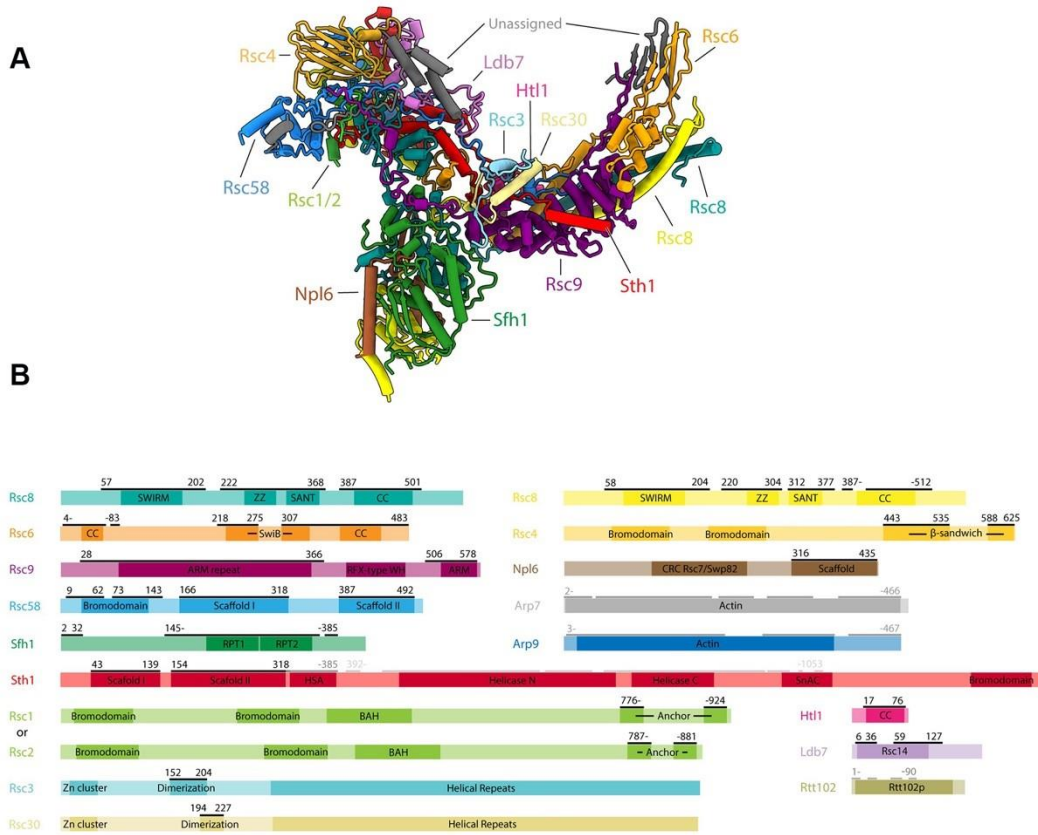 A
Unassigned
Rsc4
Rsc6
Ldb7
Htl1
Rsc3
Rsc30
Rsc58
Rsc1/2
Rsc8
Rsc8
Rsc9
Sth1
Npl6
Sfh1
B
57 202 222 368 387 501
Rsc8 SWIRM ZZ SANT CC
4- -83 218 275 307 483
Rsc6 CC SwiB
28 366 506 578
Rsc9 ARM repeat RFX-type WH ARM
9 62 73 143 166 318 387 492
Rsc58 Bromodomain Scaffold I Scaffold II
2 32 145- -385
Sfh1 RPT1 RPT2
43 139 154 318 -385 392- -1053
Sth1 Scafold I Scafold II HSA Helicase N Helicase C SnAC Bromodomain
776- -924
Rsc1 Bromodomain Bromodomain BAH Anchor
or
787- -881
Rsc2 Bromodomain Bromodomain BAH Anchor
152 204
Rsc3 Zn cluster Dimerization Helical Repeats
194 227
Rsc30 Zn cluster Dimerization Helical Repeats
58 204 220 304 312 377 387- -512
Rsc8 SWIRM ZZ SANT CC
443 535 588 625
Rsc4 Bromodomain Bromodomain β-sandwich
316 435
Npl6 CRC Rsc7/Swp82 Scaffold
2- -466
Arp7 Actin
3- -467
Arp9 Actin
17 76
Htl1 CC
6 36 59 127
Ldb7 Rsc14
1- -90
Rtt102 Rtt102p